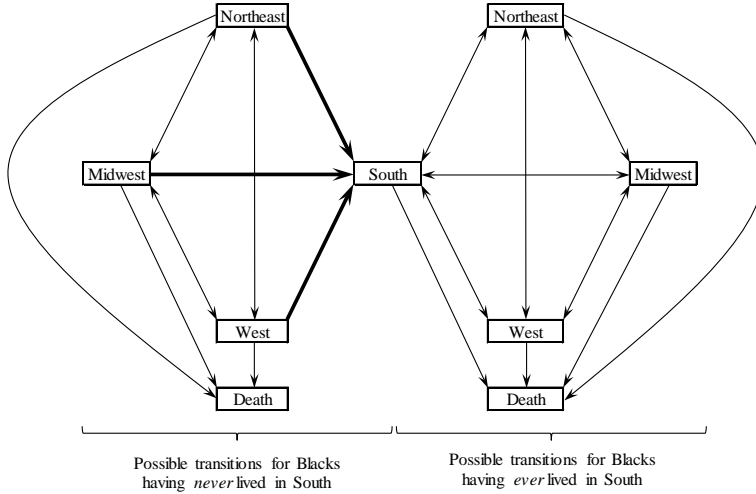 Northeast
Northeast
Midwest
South
Midwest
West
West
Death
Death
Possible transitions for Blacks
having never lived in South
Possible transitions for Blacks
having ever lived in South